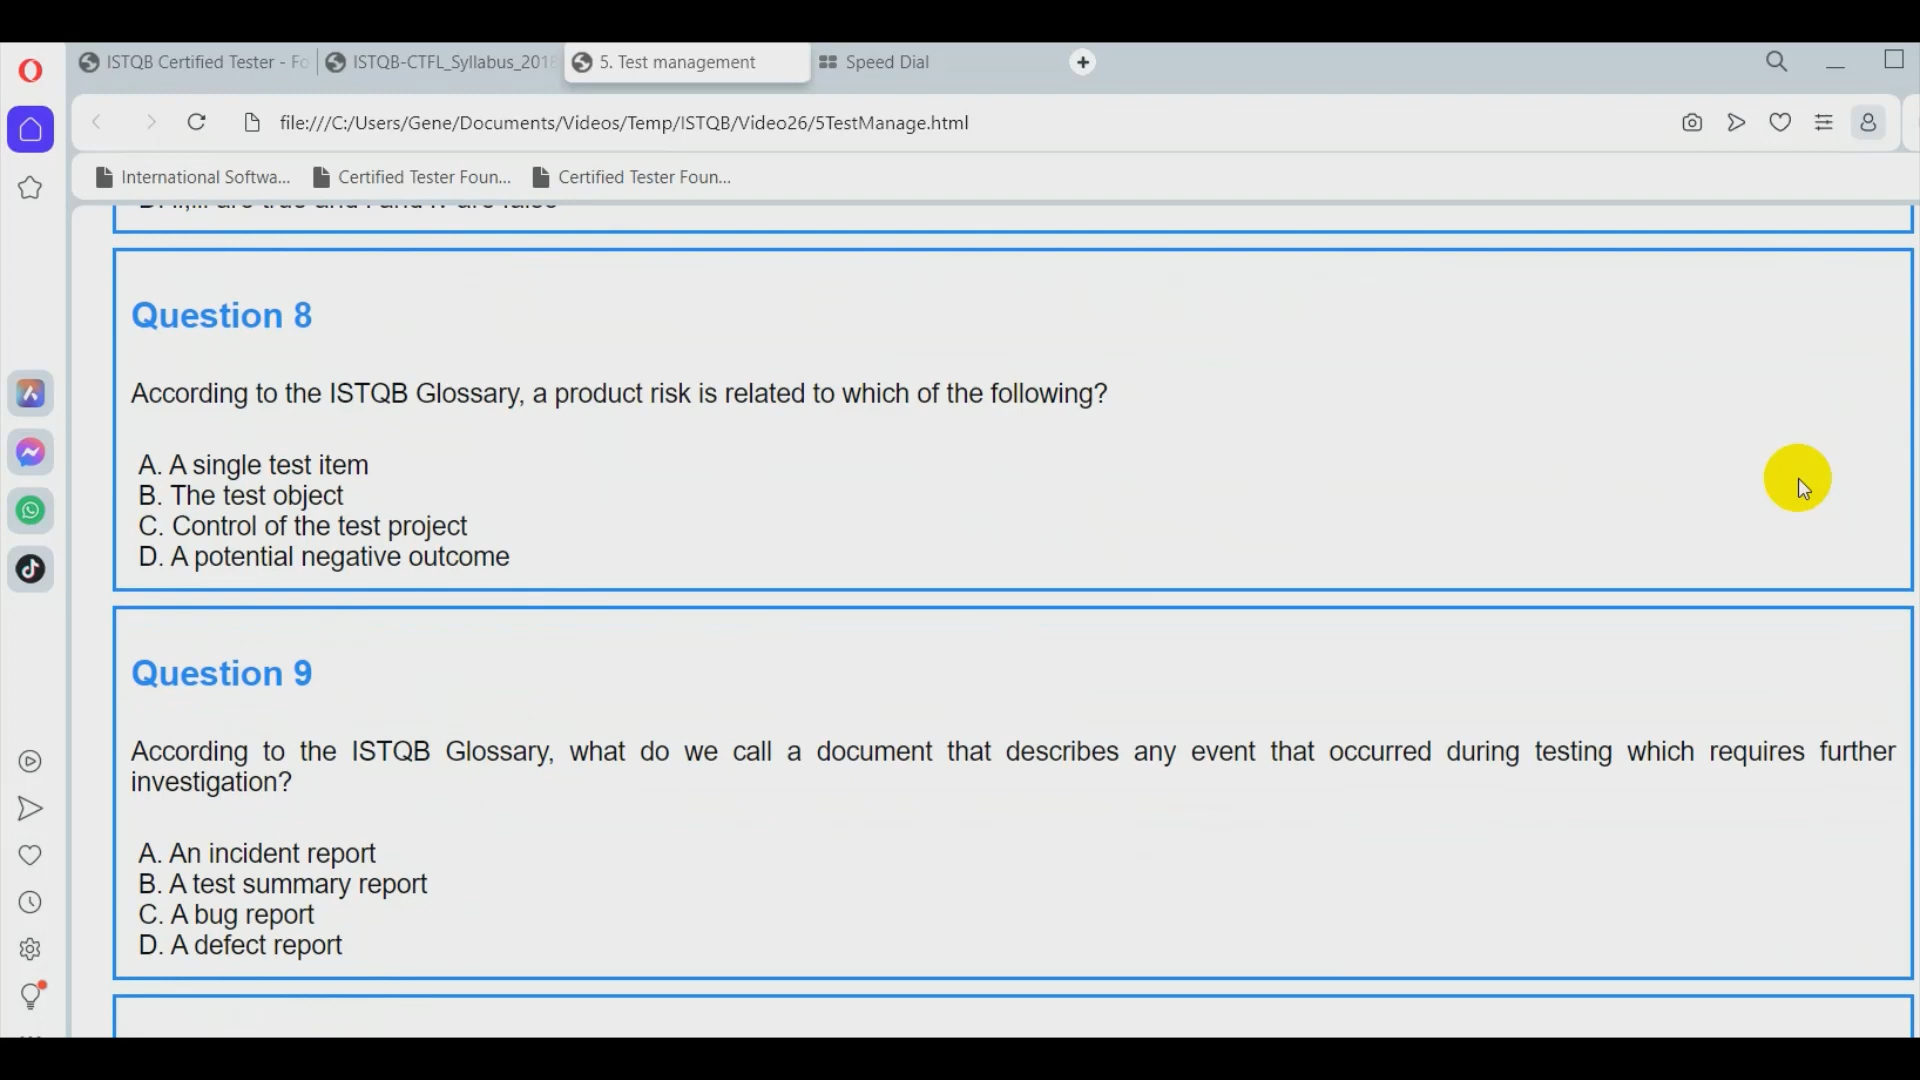 ISTQB Certified Tester - Fo
ISTQB-CTFL_Syllabus_2018
5. Test management
Speed Dial
file:///C:/Users/Gene/Documents/Videos/Temp/ISTQB/Video26/5TestManage.html
International Softwa...
Certified Tester Foun...
Certified Tester Foun...
Question 8
According to the ISTQB Glossary, a product risk is related to which of the following?
A. A single test item
B. The test object
C. Control of the test project
D. A potential negative outcome
Question 9
According to the ISTQB Glossary, what do we call a document that describes any event that occurred during testing which requires further
investigation?
A. An incident report
B. A test summary report
C. A bug report
D. A defect report